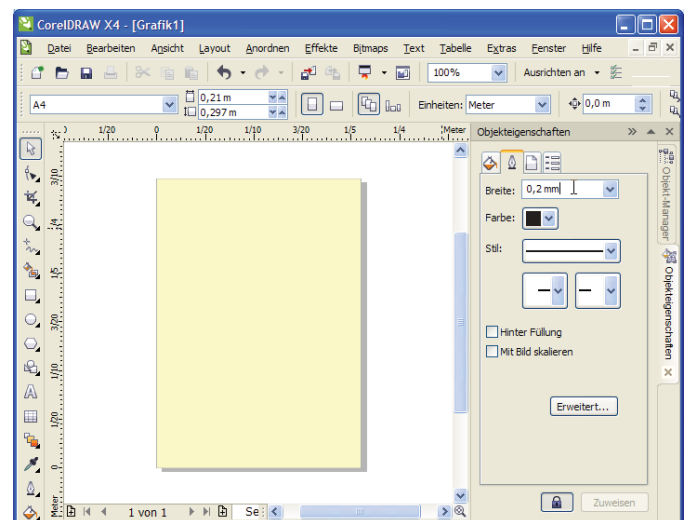 CorelDRAW X4 - [Grafik1]
Datei Bearbeiten Ansicht Layout Anordnen Effekte Bitmaps Text Tabelle Extras Fenster Hilfe
100% Ausrichten an
A4 0,21 m Einheiten: Meter 0,0 m
0,297 m
1/20 0 1/20 1/10 3/20 1/5 1/4 Meter
Objekteigenschaften
Breite: 0,2 mm
Farbe:
Stil:
Hinter Füllung
Mit Bild skalieren
Erweitert...
Zuweisen
Objekt-Manager
Objekteigenschaften
3/10
1/4
1/5
3/20
1/10
1/20
0
Meter
1 von 1 Se